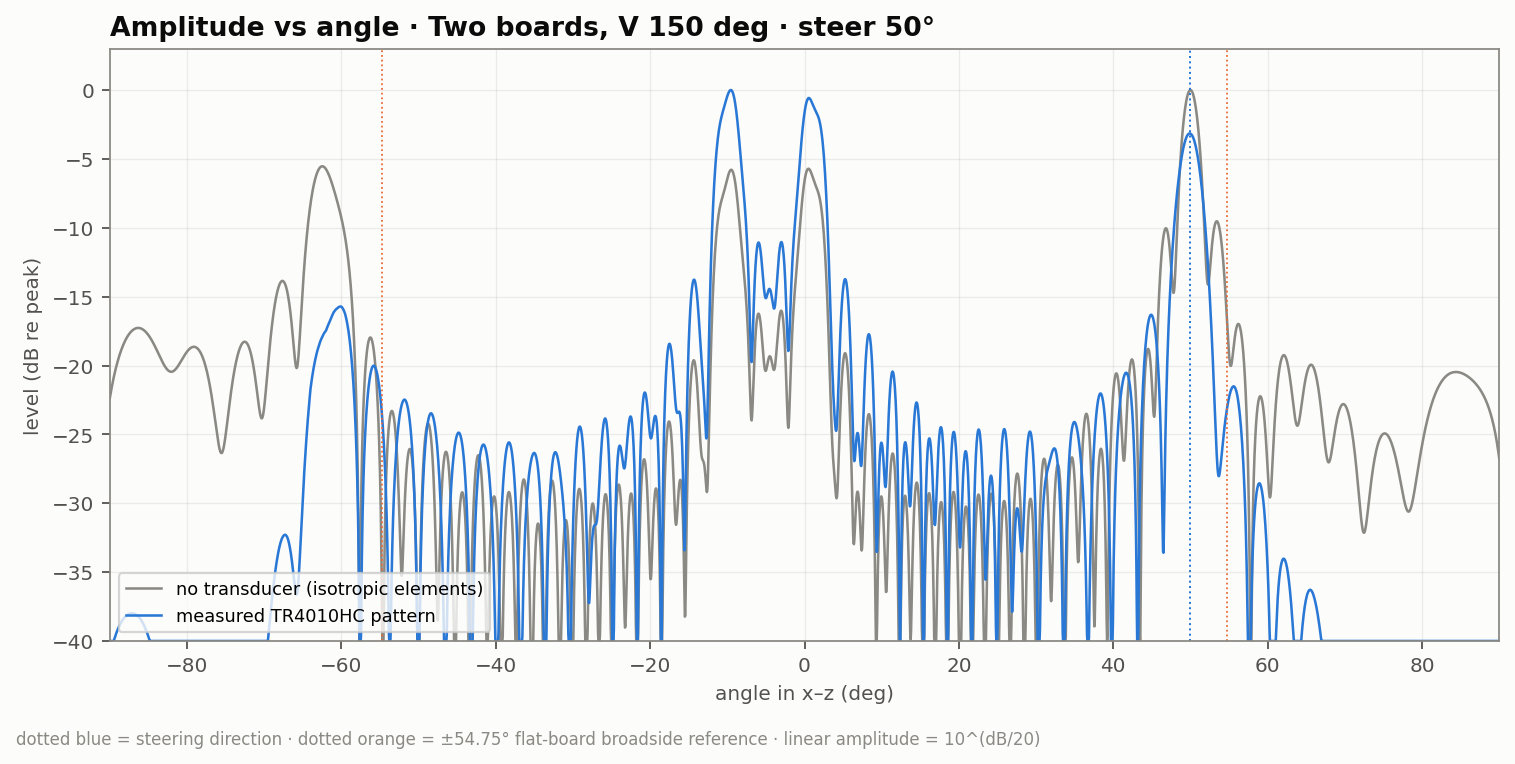 Amplitude vs angle · Two boards, V 150 deg · steer 50°
level (dB re peak)
0
−5
−10
−15
−20
−25
−30
−35
−40
no transducer (isotropic elements)
measured TR4010HC pattern
−80 −60 −40 −20 0 20 40 60 80
angle in x–z (deg)
dotted blue = steering direction · dotted orange = ±54.75° flat-board broadside reference · linear amplitude = 10^(dB/20)